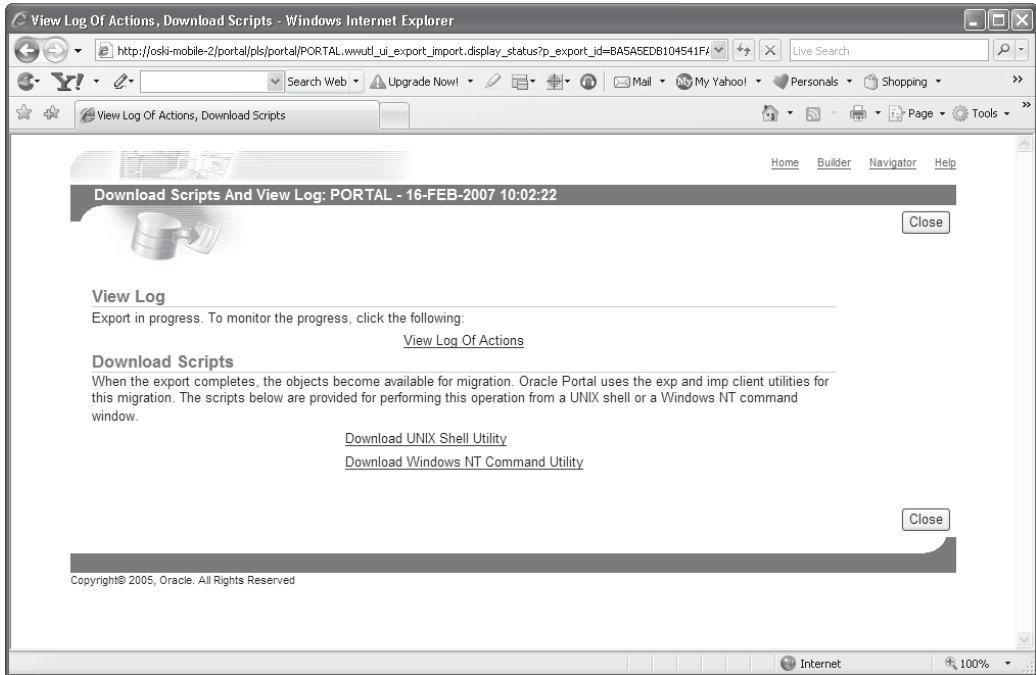 View Log Of Actions, Download Scripts - Windows Internet Explorer
http://oski-mobile-2/portal/pls/portal/PORTAL.wwutl_ui_export_import.display_status?p_export_id=BA5A5EDB104541F Live Search
Y! Search Web Upgrade Now! Mail My Yahoo! Personals Shopping »
View Log Of Actions, Download Scripts Page Tools »
Home Builder Navigator Help
Download Scripts And View Log: PORTAL - 16-FEB-2007 10:02:22
Close
View Log
Export in progress. To monitor the progress, click the following:
View Log Of Actions
Download Scripts
When the export completes, the objects become available for migration. Oracle Portal uses the exp and imp client utilities for
this migration. The scripts below are provided for performing this operation from a UNIX shell or a Windows NT command
window.
Download UNIX Shell Utility
Download Windows NT Command Utility
Close
Copyright© 2005, Oracle. All Rights Reserved
Internet 100%